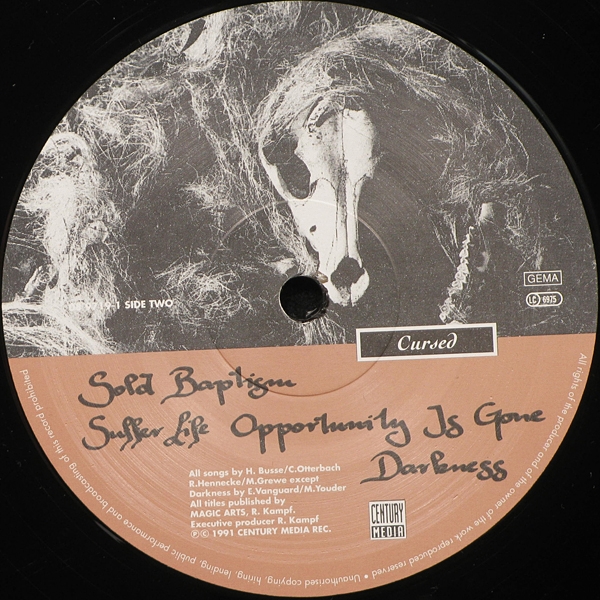 SIDE TWO
GEMA
LC 6975
Cursed
Sold Baptism
Suffer Life Opportunity Is Gone
Darkness
All songs by H. Busse/C.Otterbach
R.Hennecke/M.Grewe except
Darkness by E.Vanguard/M.Youder
All titles published by
MAGIC ARTS, R. Kampf.
Executive producer R. Kampf
℗© 1991 CENTURY MEDIA REC.
CENTURY
MEDIA
All rights of the producer and of the owner of the work reproduced reserved • Unauthorised copying, hiring, lending, public performance and broadcasting of this record prohibited